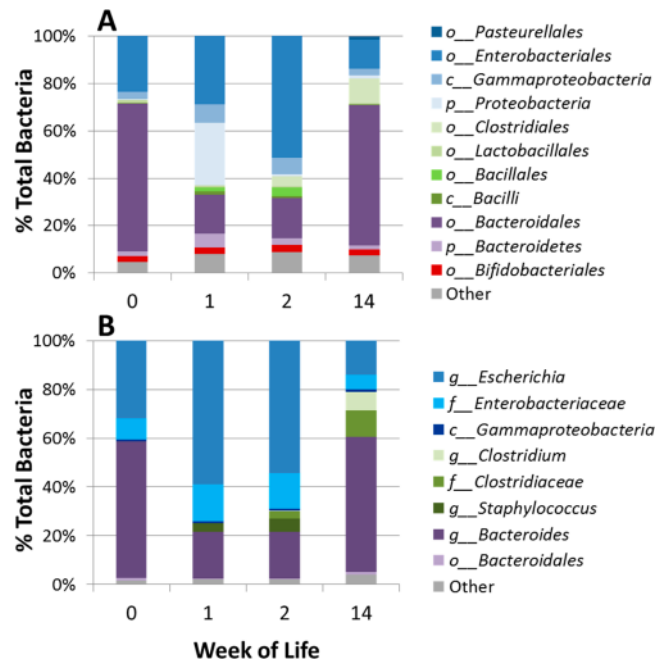 A
% Total Bacteria
100%
80%
60%
40%
20%
0%
0 1 2 14
o__Pasteurellales
o__Enterobacteriales
c__Gammaproteobacteria
p__Proteobacteria
o__Clostridiales
o__Lactobacillales
o__Bacillales
c__Bacilli
o__Bacteroidales
p__Bacteroidetes
o__Bifidobacteriales
Other
B
% Total Bacteria
100%
80%
60%
40%
20%
0%
0 1 2 14
Week of Life
g__Escherichia
f__Enterobacteriaceae
c__Gammaproteobacteria
g__Clostridium
f__Clostridiaceae
g__Staphylococcus
g__Bacteroides
o__Bacteroidales
Other